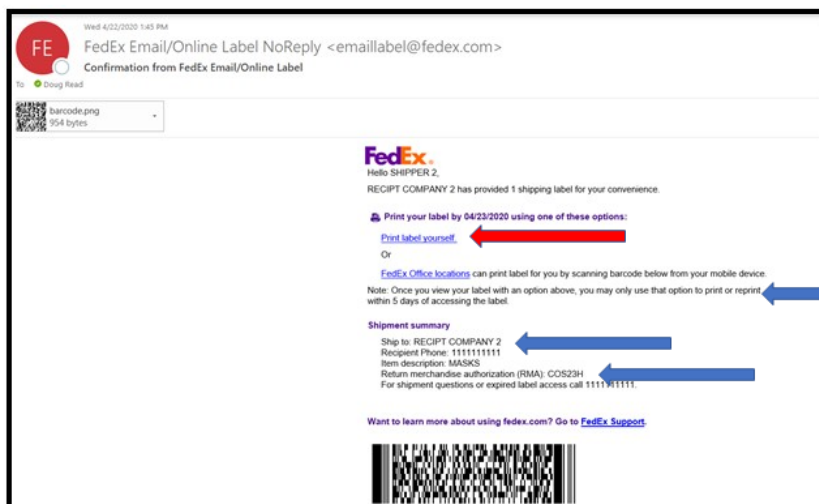 Wed 4/22/2020 1:45 PM
FE
FedEx Email/Online Label NoReply <emaillabel@fedex.com>
Confirmation from FedEx Email/Online Label
To Doug Read
barcode.png
954 bytes
FedEx.
Hello SHIPPER 2,
RECIPT COMPANY 2 has provided 1 shipping label for your convenience.
Print your label by 04/23/2020 using one of these options:
Print label yourself.
Or
FedEx Office locations can print label for you by scanning barcode below from your mobile device.
Note: Once you view your label with an option above, you may only use that option to print or reprint
within 5 days of accessing the label.
Shipment summary
Ship to: RECIPT COMPANY 2
Recipient Phone: 1111111111
Item description: MASKS
Return merchandise authorization (RMA): COS23H
For shipment questions or expired label access call 1111111111.
Want to learn more about using fedex.com? Go to FedEx Support.